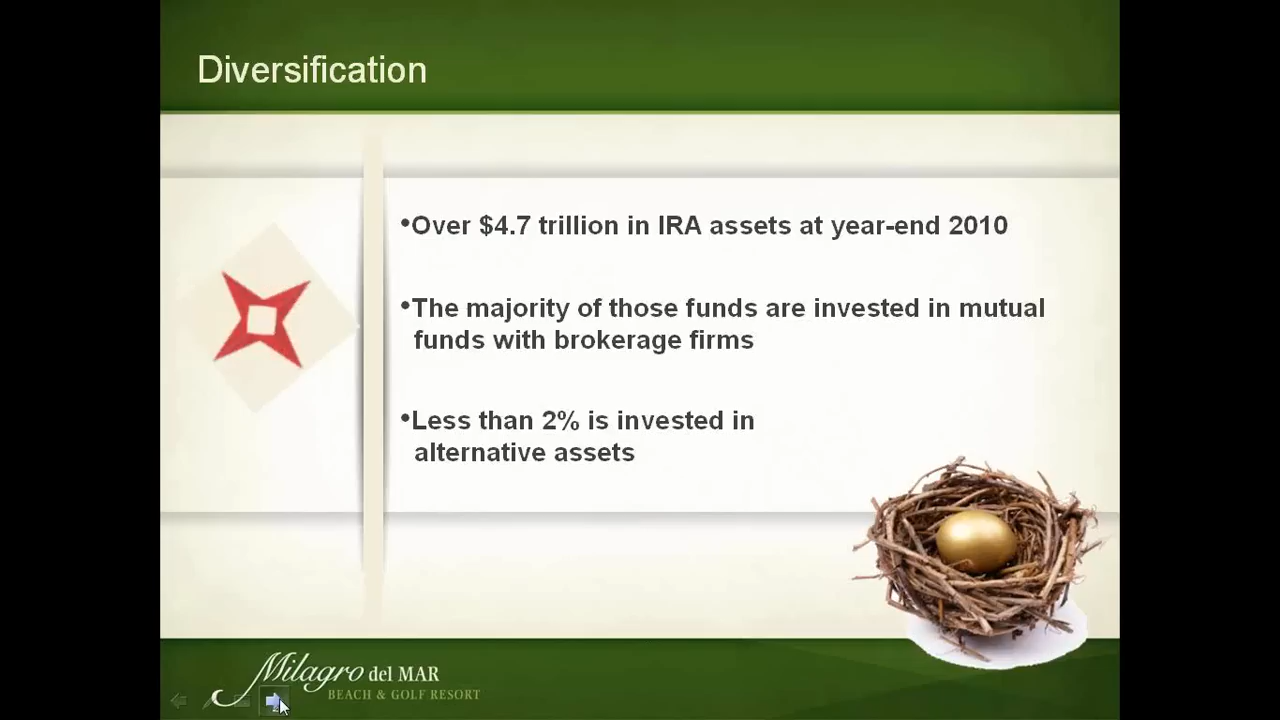 Diversification
•Over $4.7 trillion in IRA assets at year-end 2010
•The majority of those funds are invested in mutual
funds with brokerage firms
•Less than 2% is invested in
alternative assets
Milagro del MAR
BEACH & GOLF RESORT